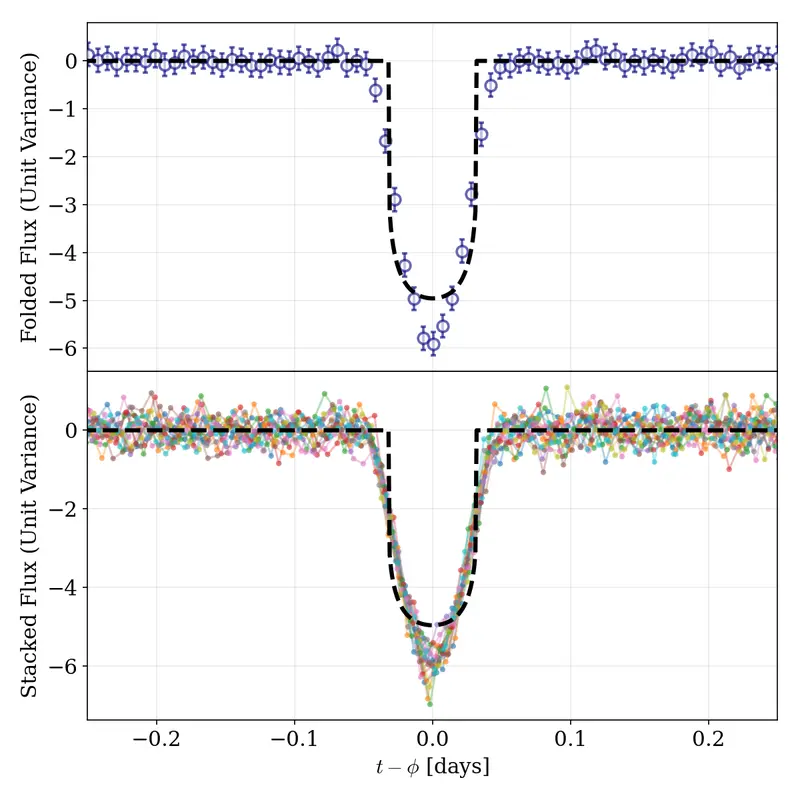 Folded Flux (Unit Variance)
0
−1
−2
−3
−4
−5
−6
Stacked Flux (Unit Variance)
0
−2
−4
−6
−0.2 −0.1 0.0 0.1 0.2
t − ϕ [days]